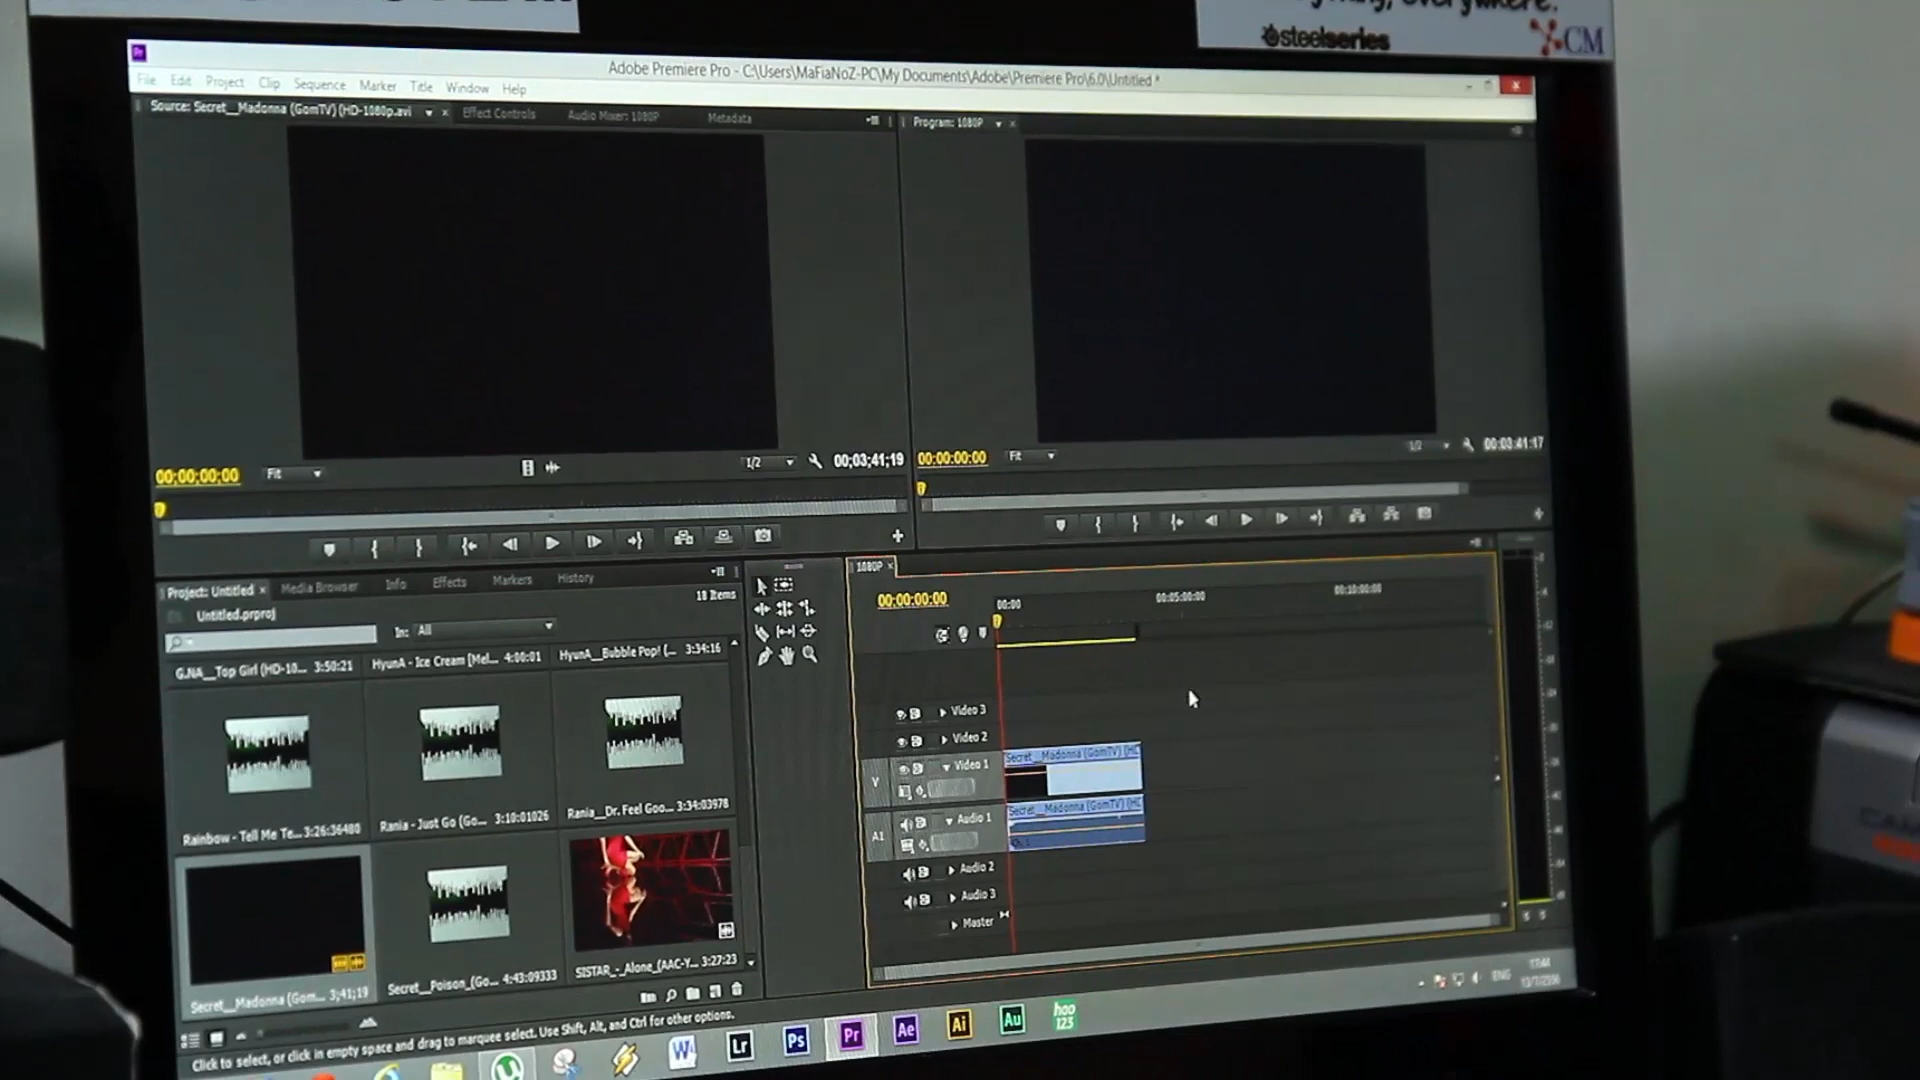 everywhere.
steelseries
CM
Adobe Premiere Pro - C:\Users\MaFiaNoZ-PC\My Documents\Adobe\Premiere Pro\6.0\Untitled *
File Edit Project Clip Sequence Marker Title Window Help
Source: Secret__Madonna (GomTV) (HD-1080p.avi Effect Controls Audio Mixer: 1080P Metadata
Program: 1080P
00;00;00;00 Fit 1/2 00;03;41;19
00:00:00:00 Fit 1/2 00:03:41:17
Project: Untitled Media Browser Info Effects Markers History
Untitled.prproj 18 Items
In: All
G.NA__Top Girl (HD-10... 3:50:21
HyunA - Ice Cream [Mel... 4:00:01
HyunA__Bubble Pop! (... 3:34:16
Rainbow - Tell Me Te... 3:26:36480
Rania - Just Go (Go... 3:10:01026
Rania__Dr. Feel Goo... 3:34:03978
Secret__Madonna (Gom... 3;41;19
Secret__Poison_(Go... 4:43:09333
SISTAR_-_Alone_(AAC-Y... 3:27:23
1080P
00:00:00:00
00:00 00:05:00:00 00:10:00:00
Video 3
Video 2
V Video 1
Secret__Madonna (GomTV) (HD
A1 Audio 1
Secret__Madonna (GomTV) (HD
Audio 2
Audio 3
Master
S S
Click to select, or click in empty space and drag to marquee select. Use Shift, Alt, and Ctrl for other options.
W Lr Ps Pr Ae Ai Au hao 123
ENG
CAM